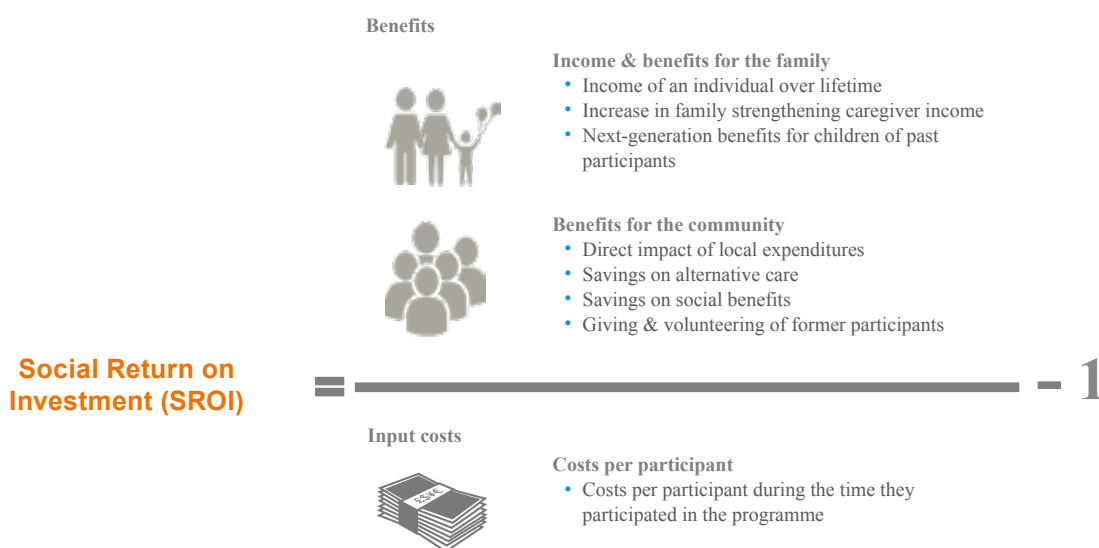 Benefits
Income & benefits for the family
• Income of an individual over lifetime
• Increase in family strengthening caregiver income
• Next-generation benefits for children of past
participants
Benefits for the community
• Direct impact of local expenditures
• Savings on alternative care
• Savings on social benefits
• Giving & volunteering of former participants
Social Return on
Investment (SROI)
= - 1
Input costs
Costs per participant
• Costs per participant during the time they
participated in the programme
£$¥€